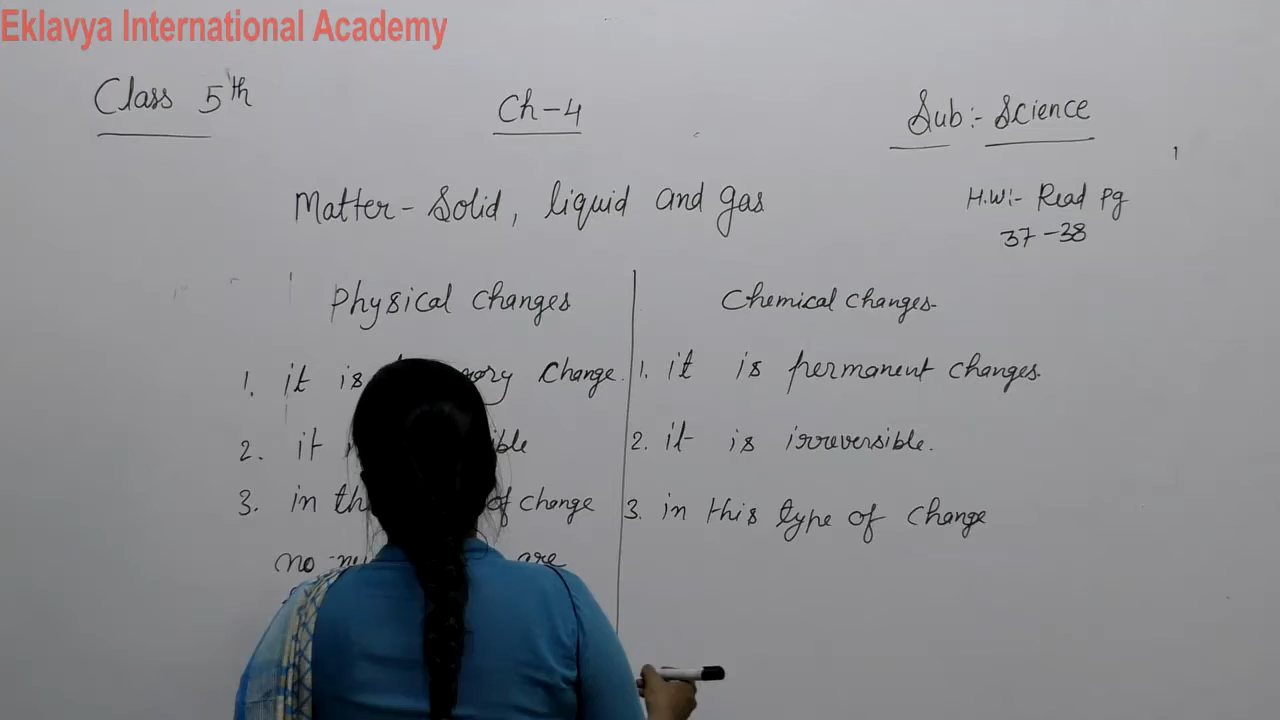 Eklavya International Academy
Class 5th
Ch-4
Sub:- Science
Matter - Solid, liquid and gas
H.W:- Read Pg
37-38
Physical changes
Chemical changes.
1. it is change.
2. it
3. in of change
no are
1. it is permanent changes.
2. it is irreversible.
3. in this type of change